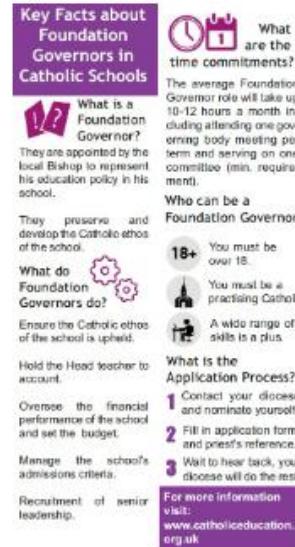 Key Facts about
Foundation
Governors in
Catholic Schools
What is a
Foundation
Governor?
They are appointed by the
local Bishop to represent
his education policy in his
school.
They preserve and
develop the Catholic ethos
of the school.
What do
Foundation
Governors do?
Ensure the Catholic ethos
of the school is upheld.
Hold the Head teacher to
account.
Oversee the financial
performance of the school
and set the budget.
Manage the school's
admissions criteria.
Recruitment of senior
leadership.
What
are the
time commitments?
The average Foundation
Governor role will take up
10-12 hours a month in
cluding attending one gov
erning body meeting per
term and serving on one
committee (min. require
ment).
Who can be a
Foundation Governor
18+ You must be
over 18.
You must be a
practising Catholic
A wide range of
skills is a plus.
What is the
Application Process?
1 Contact your diocese
and nominate yourself
2 Fill in application form
and priest's reference.
3 Wait to hear back, your
diocese will do the rest
For more information
visit:
www.catholiceducation.
org.uk